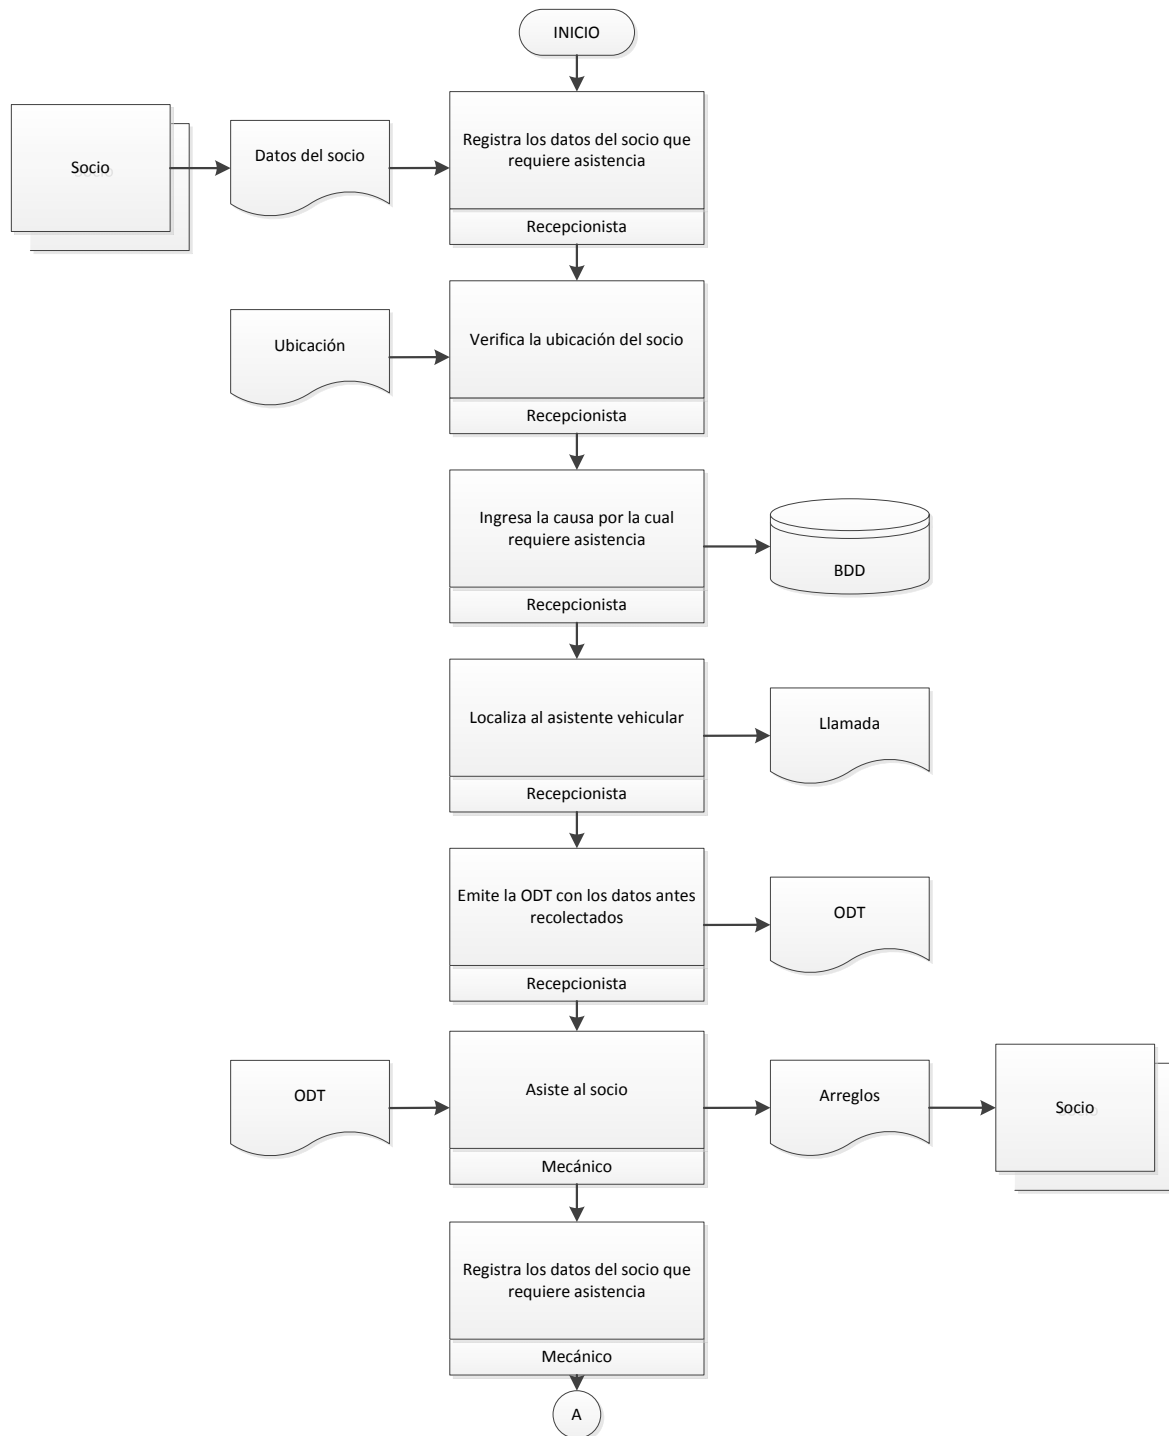 INICIO
Socio
Datos del socio
Registra los datos del socio que
requiere asistencia
Recepcionista
Ubicación
Verifica la ubicación del socio
Recepcionista
Ingresa la causa por la cual
requiere asistencia
BDD
Recepcionista
Localiza al asistente vehicular
Llamada
Recepcionista
Emite la ODT con los datos antes
recolectados
ODT
Recepcionista
ODT
Asiste al socio
Arreglos
Socio
Mecánico
Registra los datos del socio que
requiere asistencia
Mecánico
A